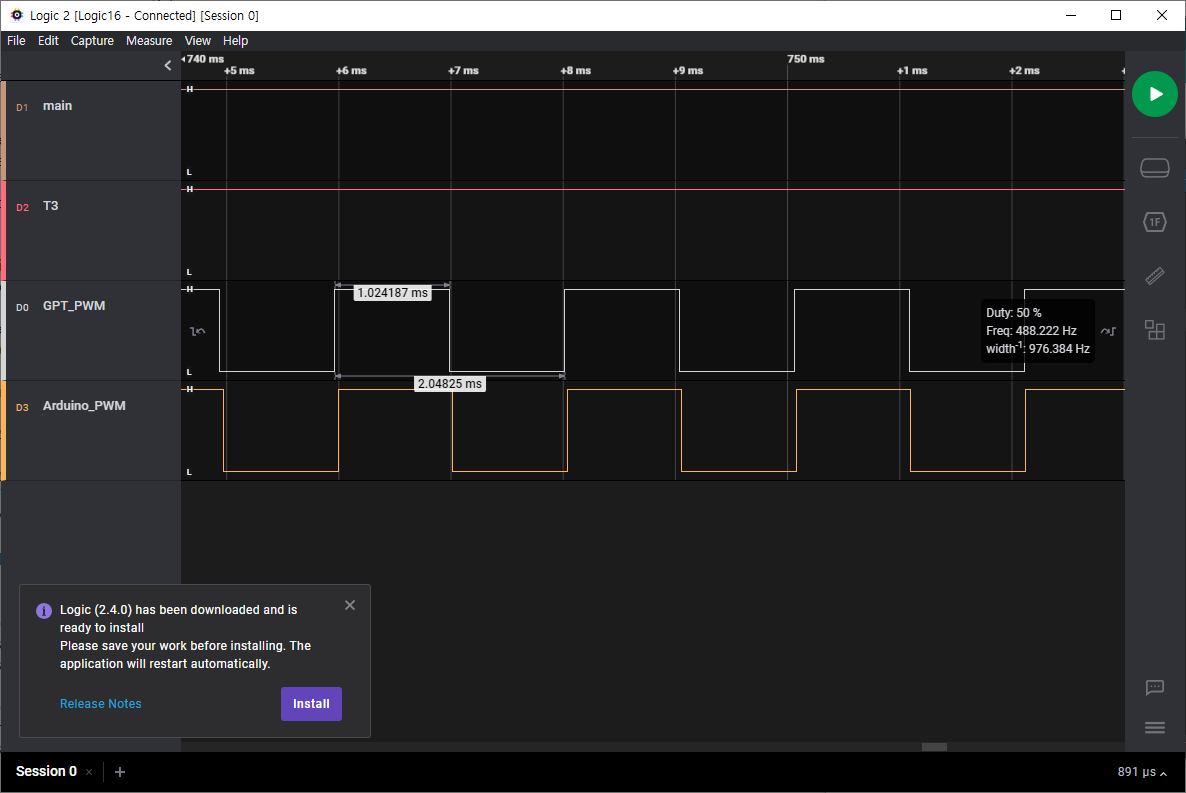 Logic 2 [Logic16 - Connected] [Session 0]
File Edit Capture Measure View Help
740 ms
750 ms
+5 ms +6 ms +7 ms +8 ms +9 ms +1 ms +2 ms +
D1 main
H
L
D2 T3
H
L
D0 GPT_PWM
H
L
1.024187 ms
2.04825 ms
Duty: 50 %
Freq: 488.222 Hz
width-1: 976.384 Hz
D3 Arduino_PWM
H
L
1F
i
Logic (2.4.0) has been downloaded and is
ready to install
Please save your work before installing. The
application will restart automatically.
Release Notes
Install
Session 0
891 µs